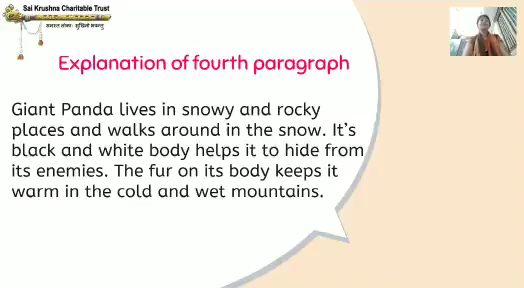 Sai Krushna Charitable Trust
समस्त लोकाः सुखिनो भवन्तु
Explanation of fourth paragraph
Giant Panda lives in snowy and rocky
places and walks around in the snow. It's
black and white body helps it to hide from
its enemies. The fur on its body keeps it
warm in the cold and wet mountains.